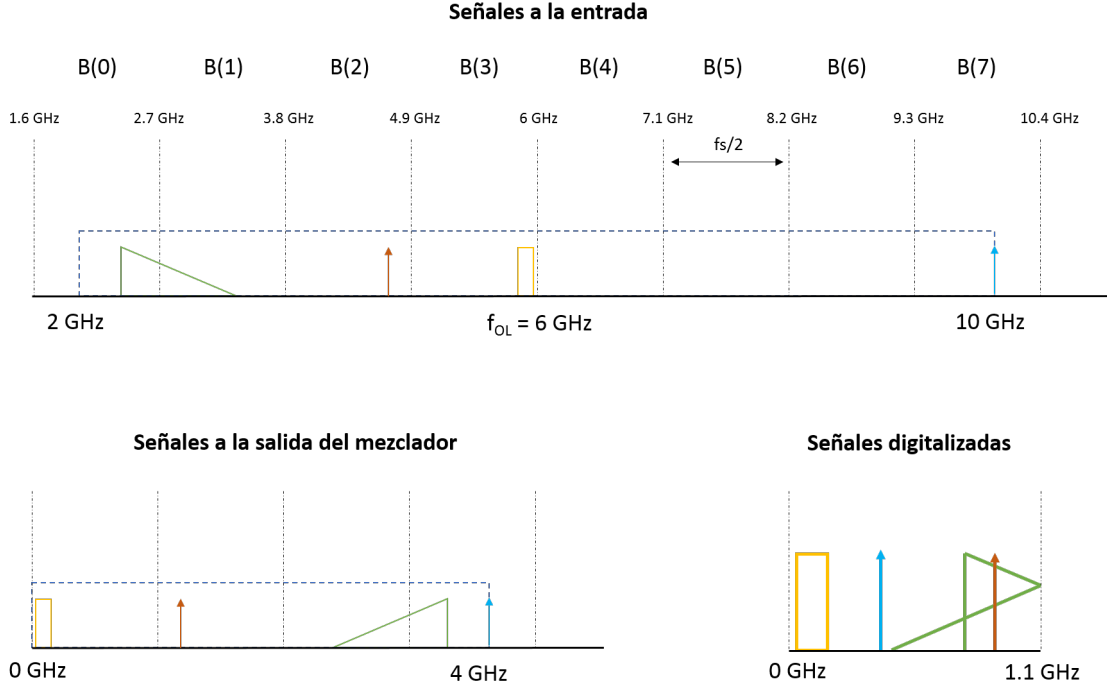 Señales a la entrada
B(0) B(1) B(2) B(3) B(4) B(5) B(6) B(7)
1.6 GHz 2.7 GHz 3.8 GHz 4.9 GHz 6 GHz 7.1 GHz 8.2 GHz 9.3 GHz 10.4 GHz
fs/2
2 GHz fOL = 6 GHz 10 GHz
Señales a la salida del mezclador
0 GHz 4 GHz
Señales digitalizadas
0 GHz 1.1 GHz